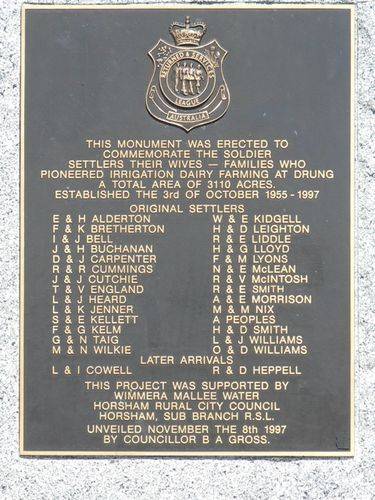 RETURNED & SERVICES
LEAGUE
AUSTRALIA
THIS MONUMENT WAS ERECTED TO
COMMEMORATE THE SOLDIER
SETTLERS THEIR WIVES — FAMILIES WHO
PIONEERED IRRIGATION DAIRY FARMING AT DRUNG
A TOTAL AREA OF 3110 ACRES.
ESTABLISHED THE 3rd OF OCTOBER 1955-1997
ORIGINAL SETTLERS
E & H ALDERTON
F & K BRETHERTON
I & J BELL
J & H BUCHANAN
D & J CARPENTER
R & R CUMMINGS
J & J CUTCHIE
T & V ENGLAND
L & J HEARD
L & K JENNER
S & E KELLETT
F & G KELM
G & N TAIG
M & N WILKIE
W & E KIDGELL
H & D LEIGHTON
R & E LIDDLE
H & G LLOYD
F & M LYONS
N & E McLEAN
R & V McINTOSH
R & E SMITH
A & E MORRISON
M & M NIX
A PEOPLES
H & D SMITH
L & J WILLIAMS
O & D WILLIAMS
LATER ARRIVALS
L & I COWELL
R & D HEPPELL
THIS PROJECT WAS SUPPORTED BY
WIMMERA MALLEE WATER
HORSHAM RURAL CITY COUNCIL
HORSHAM, SUB BRANCH R.S.L.
UNVEILED NOVEMBER THE 8th 1997
BY COUNCILLOR B A GROSS.